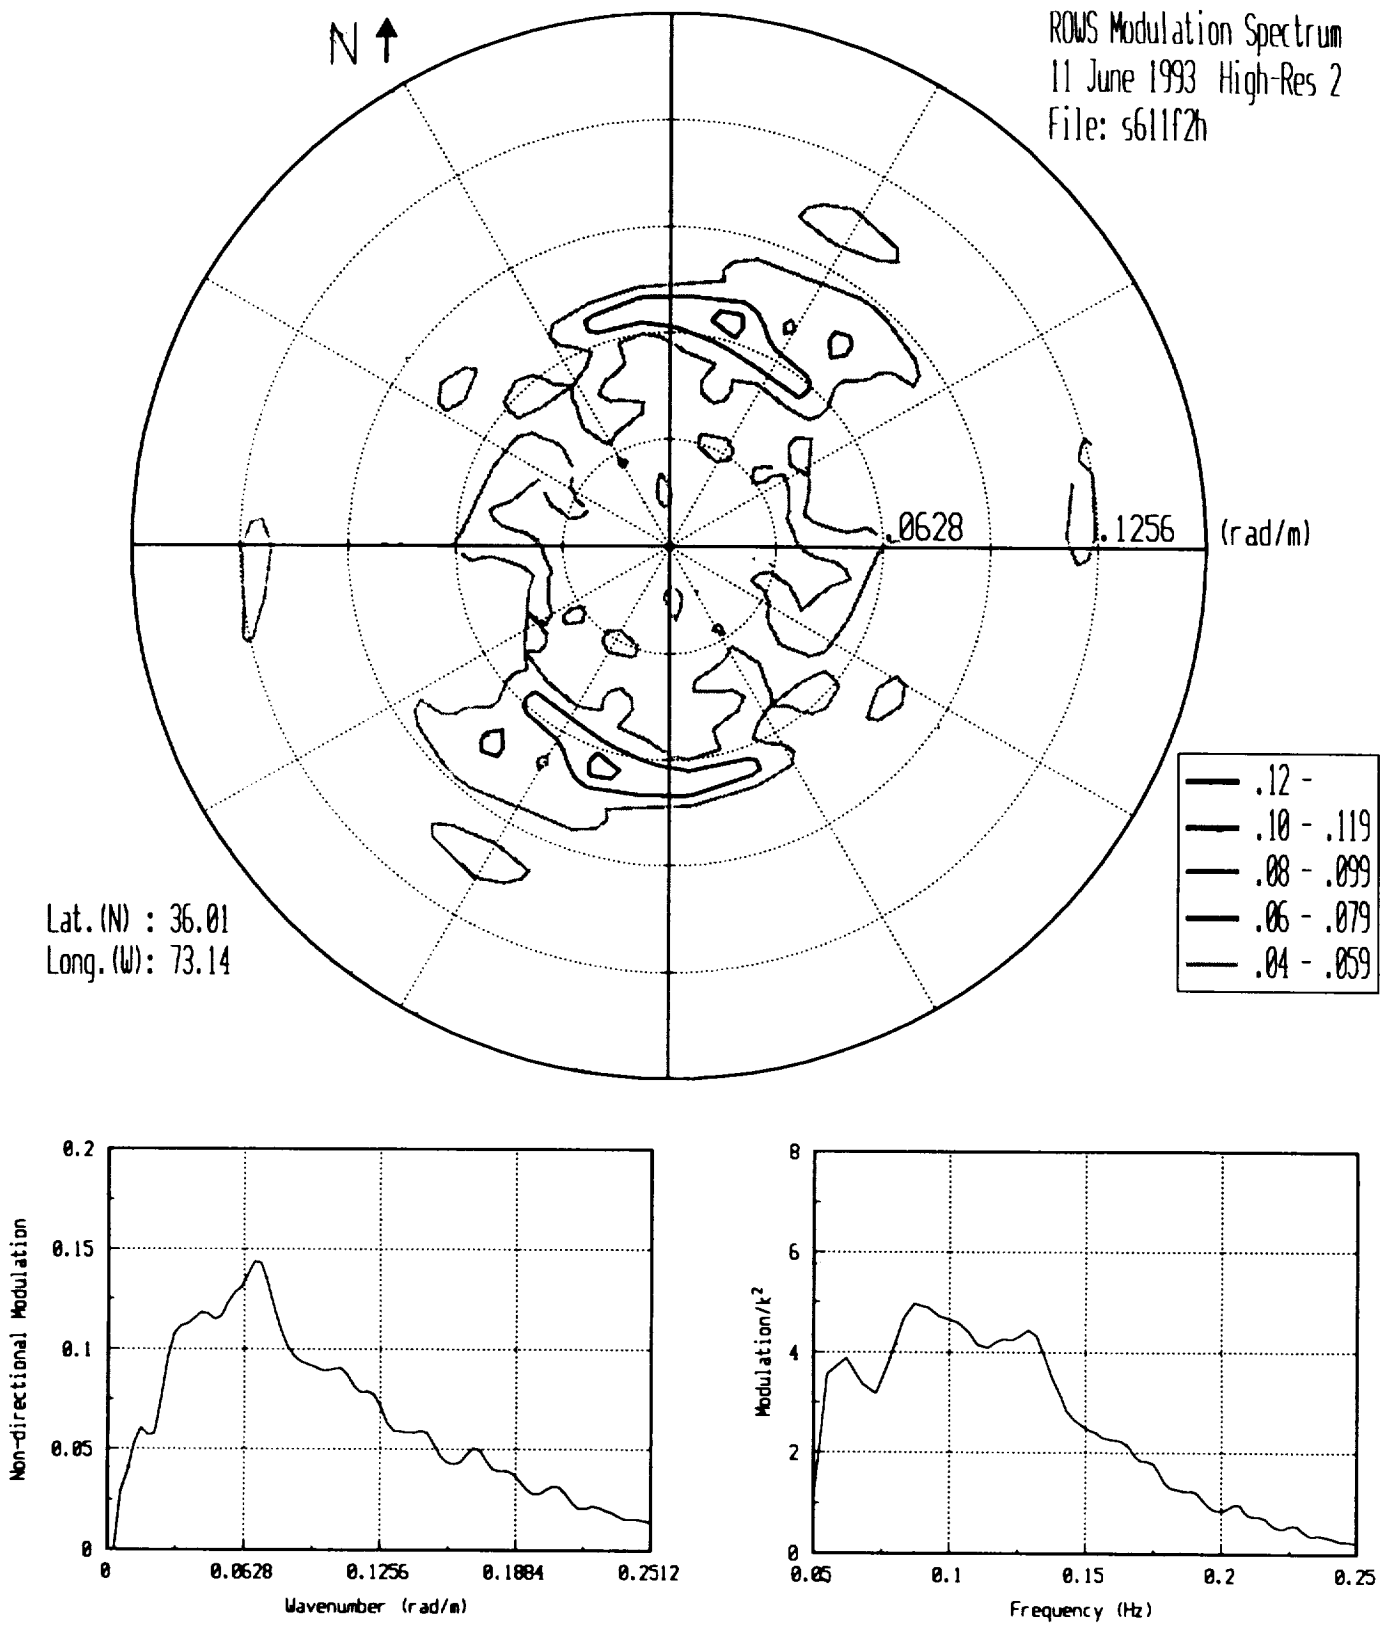 N
ROWS Modulation Spectrum
11 June 1993 High-Res 2
File: s611f2h
.0628
.1256
(rad/m)
.12 -
.10 - .119
.08 - .099
.06 - .079
.04 - .059
Lat.(N) : 36.01
Long.(W): 73.14
Non-directional Modulation
0.2
0.15
0.1
0.05
0
0 0.0628 0.1256 0.1884 0.2512
Wavenumber (rad/m)
Modulation/k²
8
6
4
2
0
0.05 0.1 0.15 0.2 0.25
Frequency (Hz)